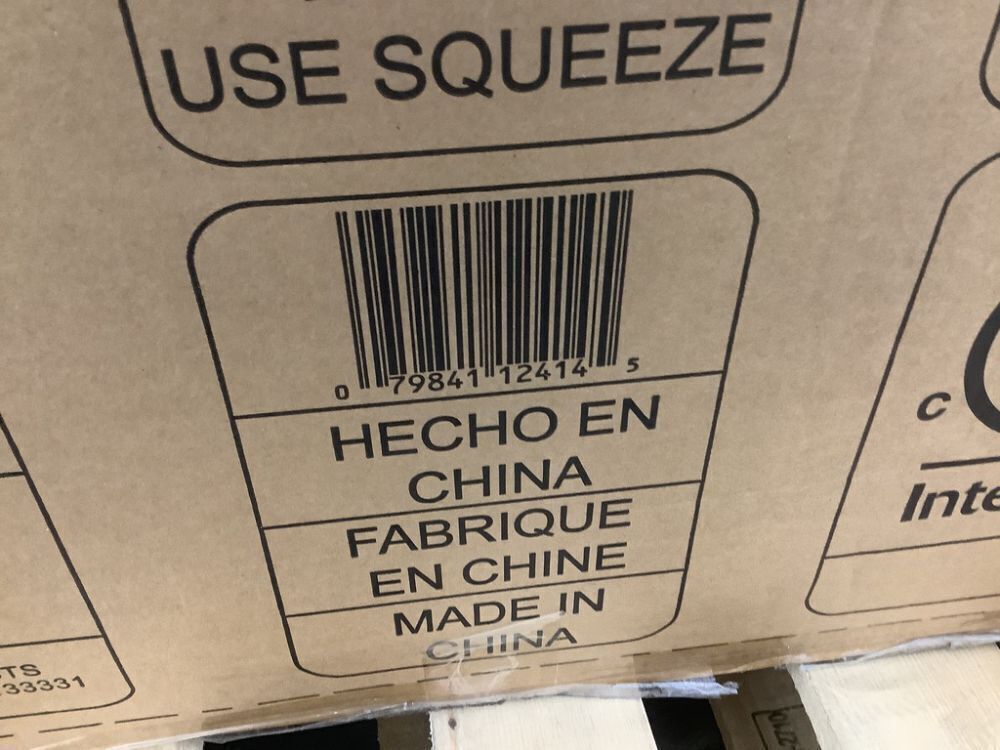 USE SQUEEZE
0 79841 12414 5
HECHO EN
CHINA
FABRIQUE
EN CHINE
MADE IN
CHINA
c
Inte
TS
33331